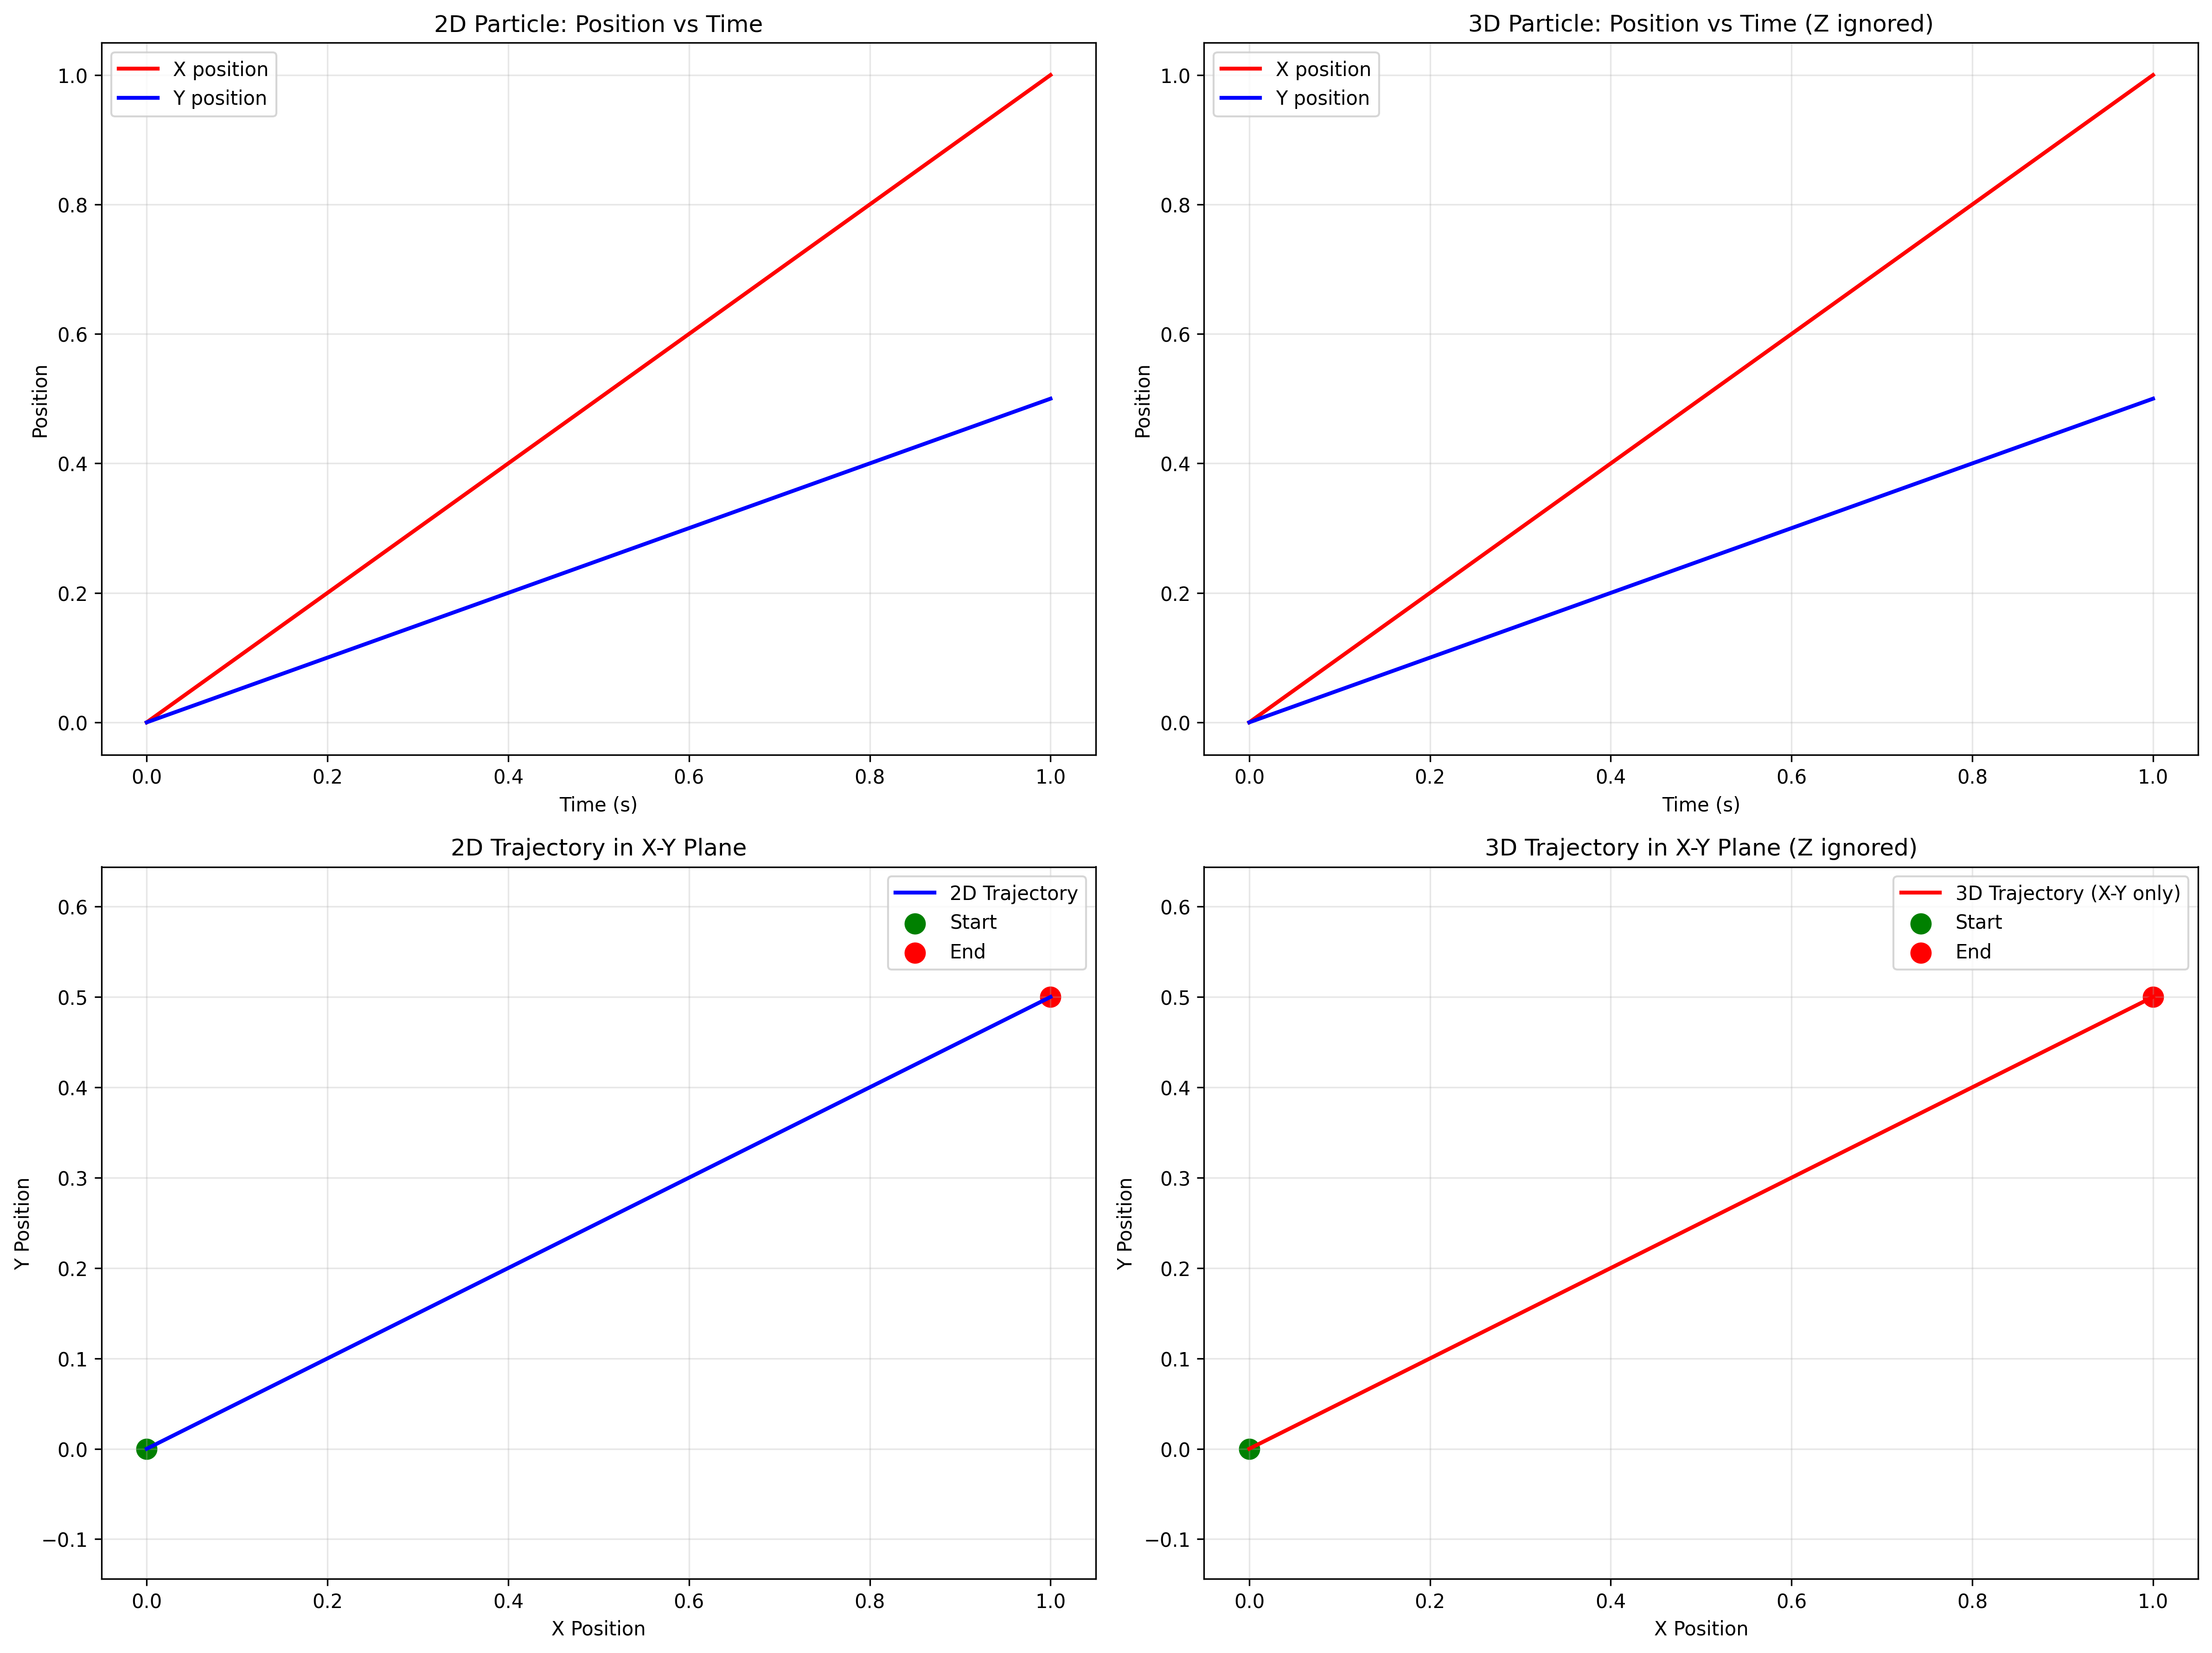 2D Particle: Position vs Time
X position
Y position
1.0
0.8
0.6
0.4
0.2
0.0
Position
0.0 0.2 0.4 0.6 0.8 1.0
Time (s)
3D Particle: Position vs Time (Z ignored)
X position
Y position
1.0
0.8
0.6
0.4
0.2
0.0
Position
0.0 0.2 0.4 0.6 0.8 1.0
Time (s)
2D Trajectory in X-Y Plane
2D Trajectory
Start
End
0.6
0.5
0.4
0.3
0.2
0.1
0.0
−0.1
Y Position
0.0 0.2 0.4 0.6 0.8 1.0
X Position
3D Trajectory in X-Y Plane (Z ignored)
3D Trajectory (X-Y only)
Start
End
0.6
0.5
0.4
0.3
0.2
0.1
0.0
−0.1
Y Position
0.0 0.2 0.4 0.6 0.8 1.0
X Position